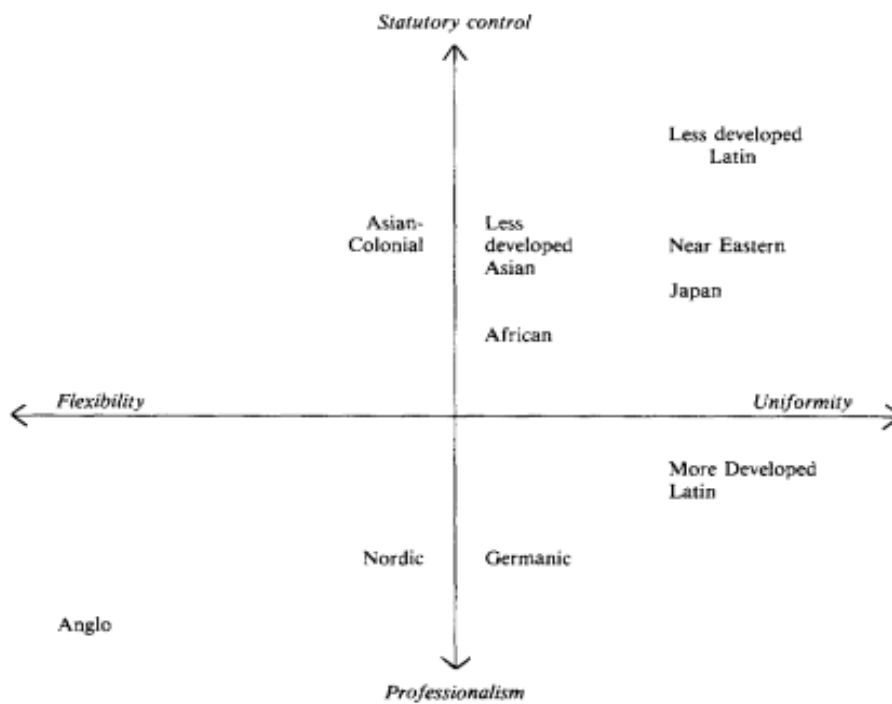 Statutory control
Less developed
Latin
Asian-
Colonial
Less
developed
Asian
Near Eastern
Japan
African
Flexibility
Uniformity
More Developed
Latin
Nordic
Germanic
Anglo
Professionalism